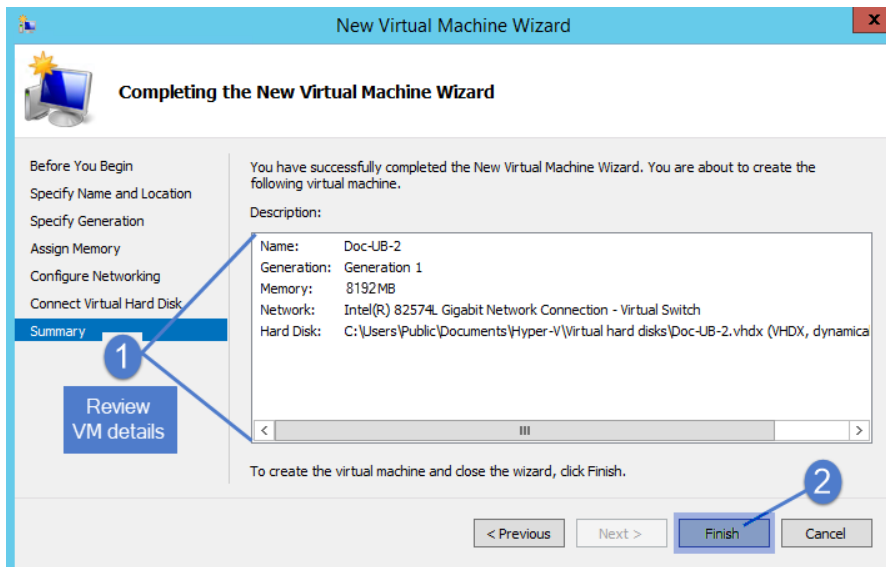 New Virtual Machine Wizard
x
Completing the New Virtual Machine Wizard
Before You Begin
Specify Name and Location
Specify Generation
Assign Memory
Configure Networking
Connect Virtual Hard Disk
Summary
1
Review
VM details
You have successfully completed the New Virtual Machine Wizard. You are about to create the
following virtual machine.
Description:
Name: Doc-UB-2
Generation: Generation 1
Memory: 8192MB
Network: Intel(R) 82574L Gigabit Network Connection - Virtual Switch
Hard Disk: C:\Users\Public\Documents\Hyper-V\Virtual hard disks\Doc-UB-2.vhdx (VHDX, dynamica
To create the virtual machine and close the wizard, click Finish.
2
< Previous
Next >
Finish
Cancel